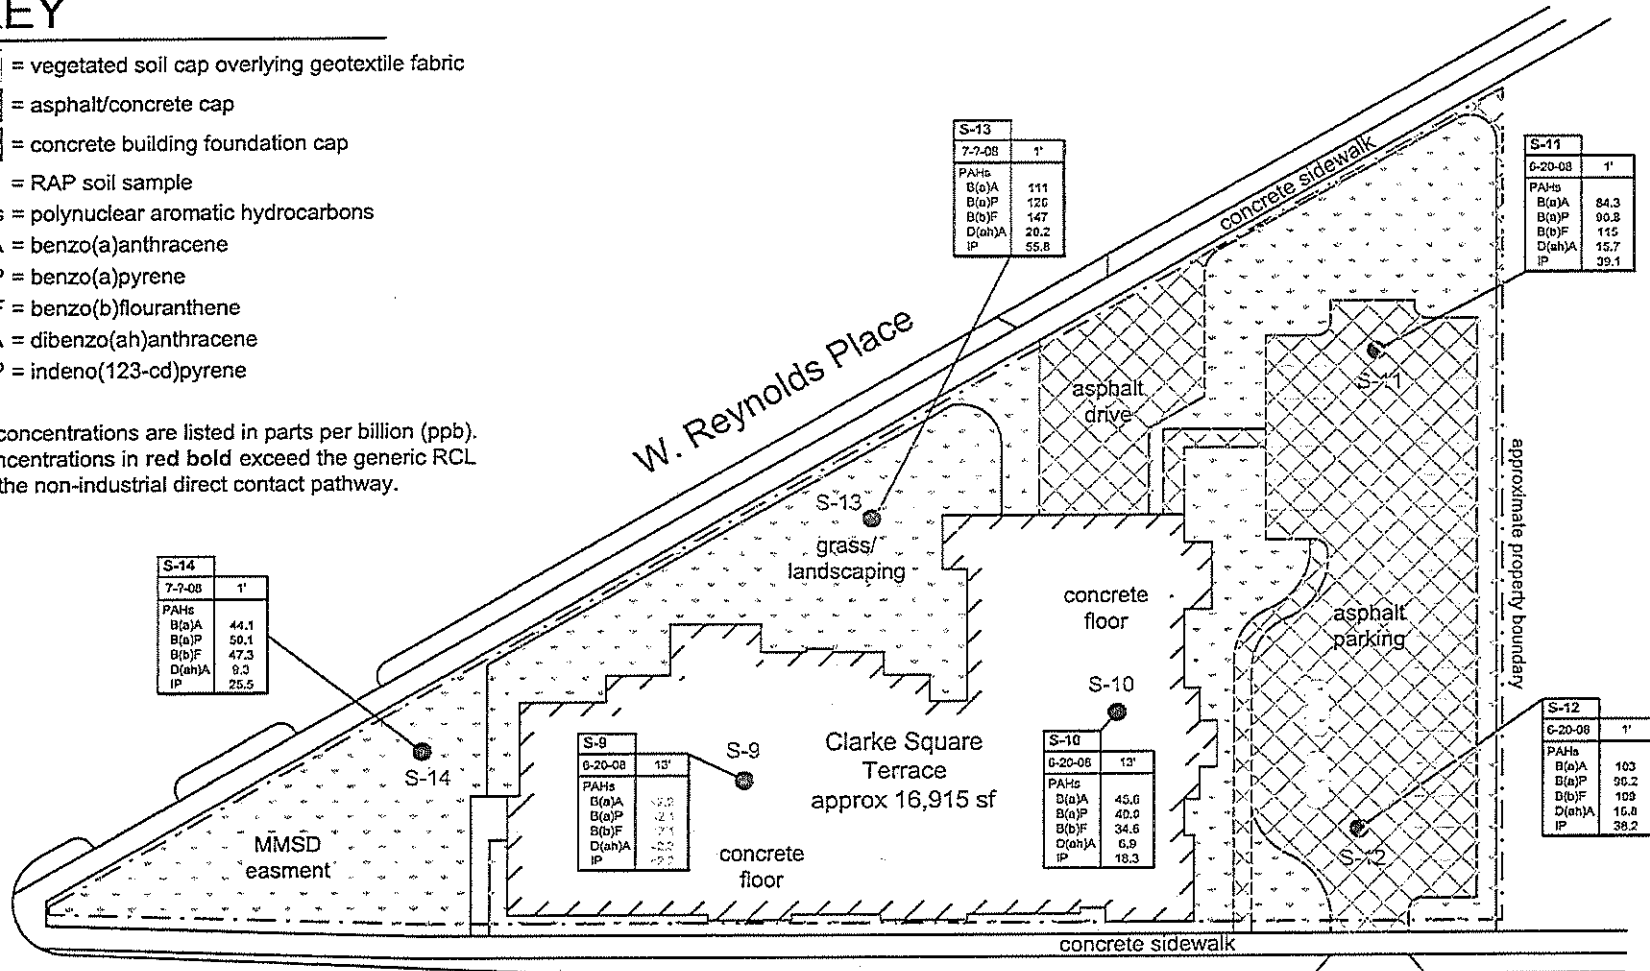 KEY
= vegetated soil cap overlying geotextile fabric
= asphalt/concrete cap
= concrete building foundation cap
= RAP soil sample
s = polynuclear aromatic hydrocarbons
A = benzo(a)anthracene
P = benzo(a)pyrene
F = benzo(b)flouranthene
A = dibenzo(ah)anthracene
P = indeno(123-cd)pyrene
concentrations are listed in parts per billion (ppb).
ncentrations in red bold exceed the generic RCL
the non-industrial direct contact pathway.
S-13
7-7-08 1'
PAHs
B(a)A 111
B(a)P 126
B(b)F 147
D(ah)A 20.2
IP 55.8
S-11
6-20-08 1'
PAHs
B(a)A 84.3
B(a)P 90.8
B(b)F 115
D(ah)A 15.7
IP 39.1
concrete sidewalk
W. Reynolds Place
asphalt
drive
S-11
S-13
grass/
landscaping
approximate property boundary
S-14
7-7-08 1'
PAHs
B(a)A 44.1
B(a)P 50.1
B(b)F 47.3
D(ah)A 9.3
IP 25.5
concrete
floor
asphalt
parking
S-10
S-14
S-9
6-20-08 13'
PAHs
B(a)A
B(a)P
B(b)F
D(ah)A
IP
S-9
Clarke Square
Terrace
approx 16,915 sf
S-10
6-20-08 13'
PAHs
B(a)A 45.6
B(a)P 40.0
B(b)F 34.6
D(ah)A 6.9
IP 18.3
S-12
6-20-08 1'
PAHs
B(a)A 103
B(a)P
B(b)F 109
D(ah)A 16.8
IP 38.2
MMSD
easment
concrete
floor
S-12
concrete sidewalk